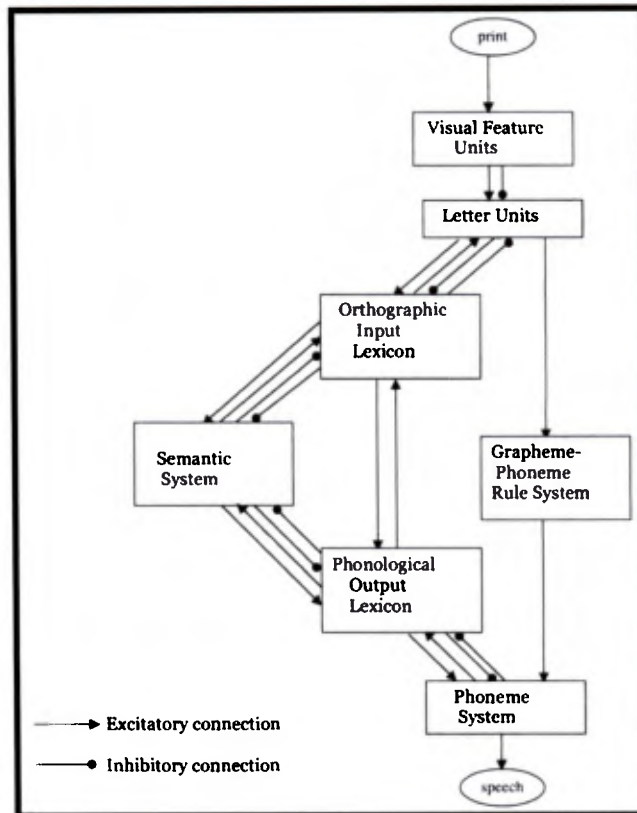 print
Visual Feature
Units
Letter Units
Orthographic
Input
Lexicon
Semantic
System
Grapheme-
Phoneme
Rule System
Phonological
Output
Lexicon
Phoneme
System
Excitatory connection
Inhibitory connection
speech